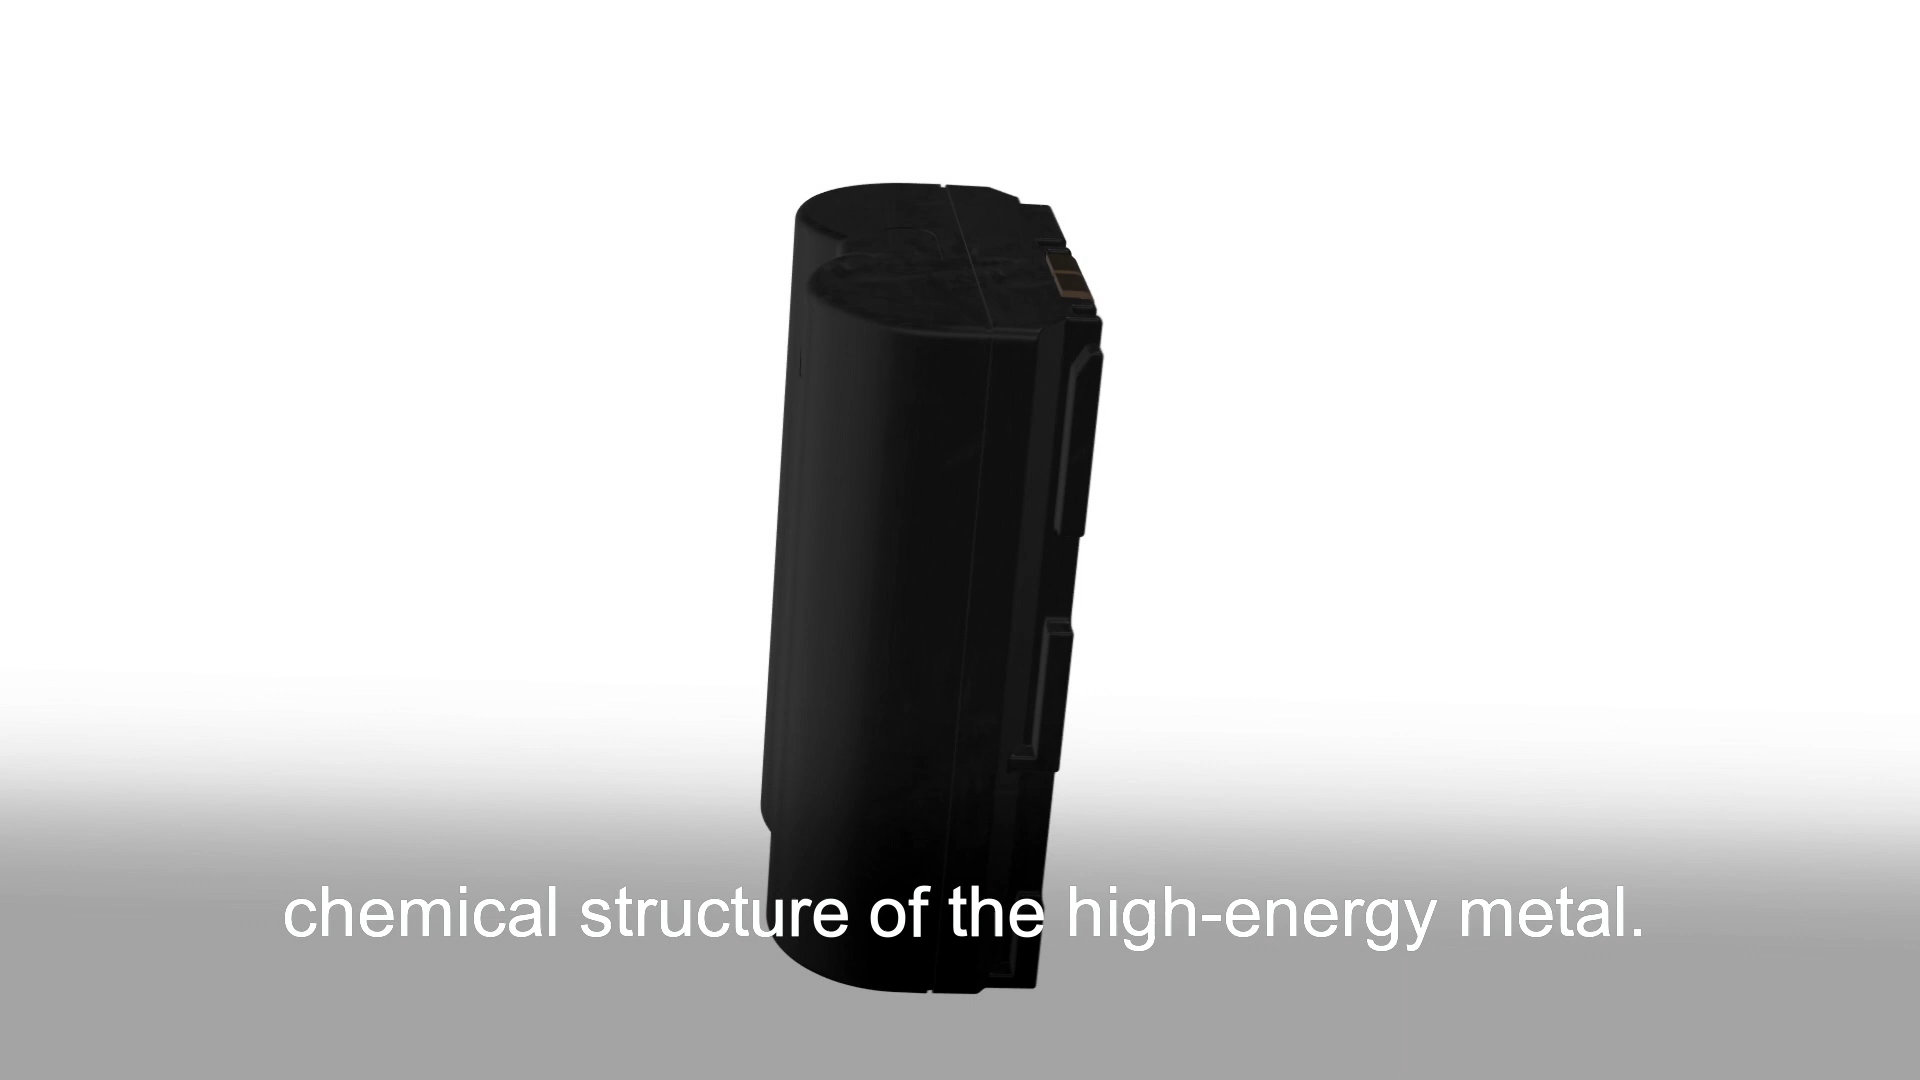 chemical structure of the high-energy metal.